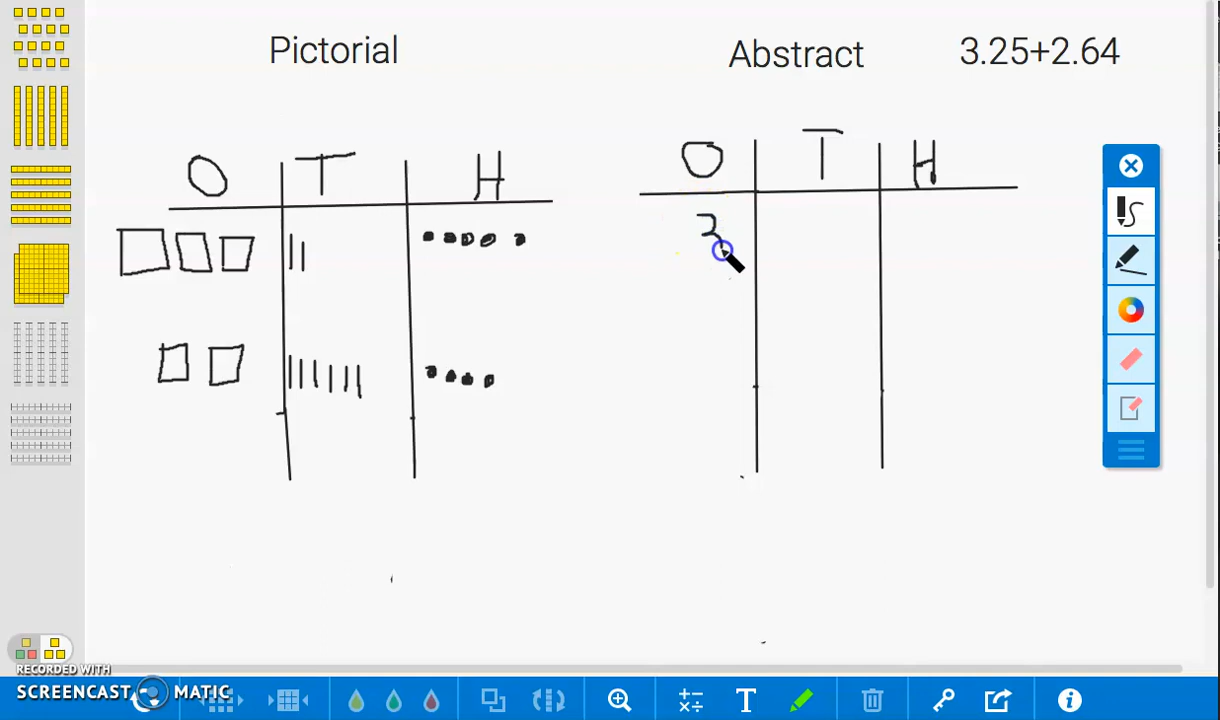 Pictorial
Abstract 3.25+2.64
O T H
O T H
3
T
RECORDED WITH
SCREENCAST MATIC